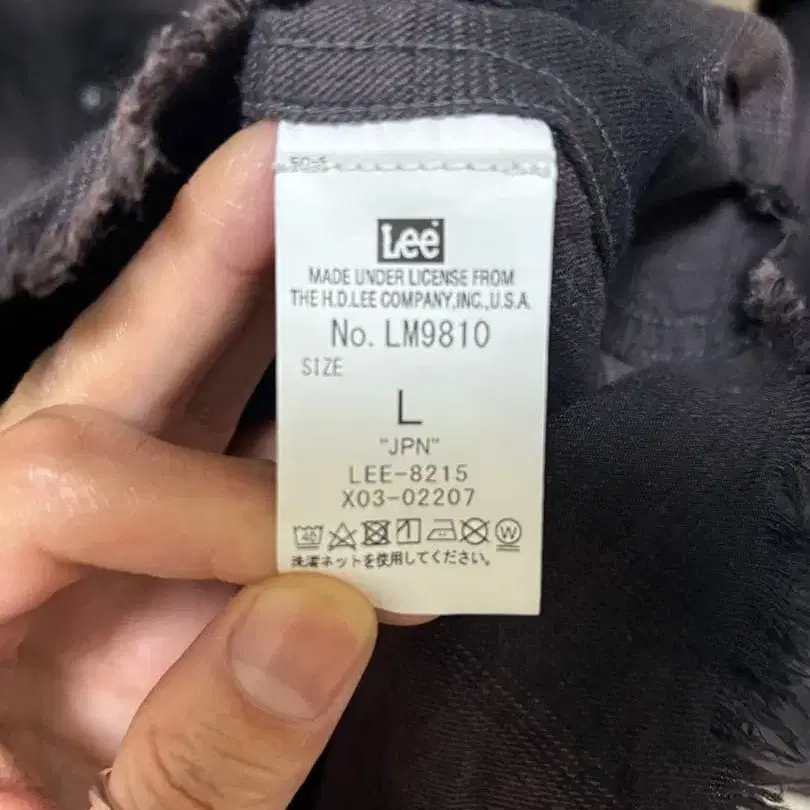 Lee
MADE UNDER LICENSE FROM
THE H.D.LEE COMPANY,INC.,U.S.A.
No. LM9810
SIZE
L
"JPN"
LEE-8215
X03-02207
40 W
洗濯ネットを使用してください。